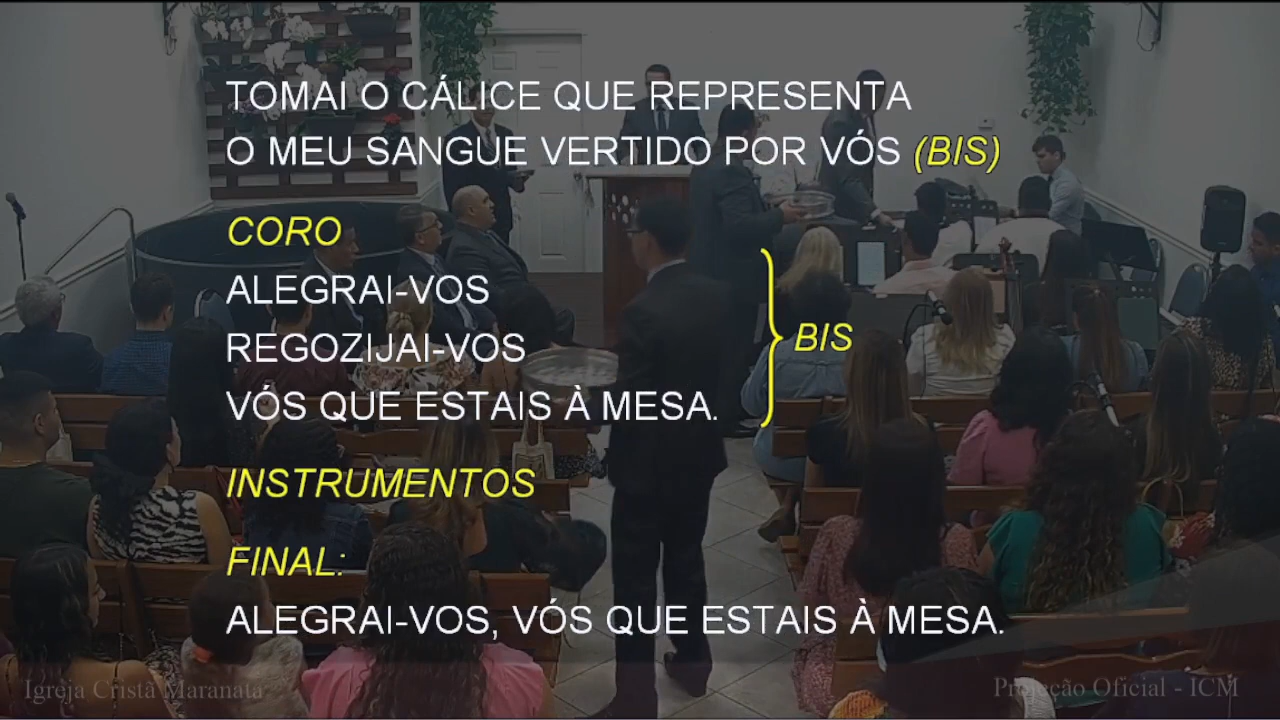 TOMAI O CÁLICE QUE REPRESENTA
O MEU SANGUE VERTIDO POR VÓS (BIS)
CORO
ALEGRAI-VOS
REGOZIJAI-VOS
VÓS QUE ESTAIS À MESA.
BIS
INSTRUMENTOS
FINAL:
ALEGRAI-VOS, VÓS QUE ESTAIS À MESA.
Igreja Cristã Maranata
Projeção Oficial - ICM